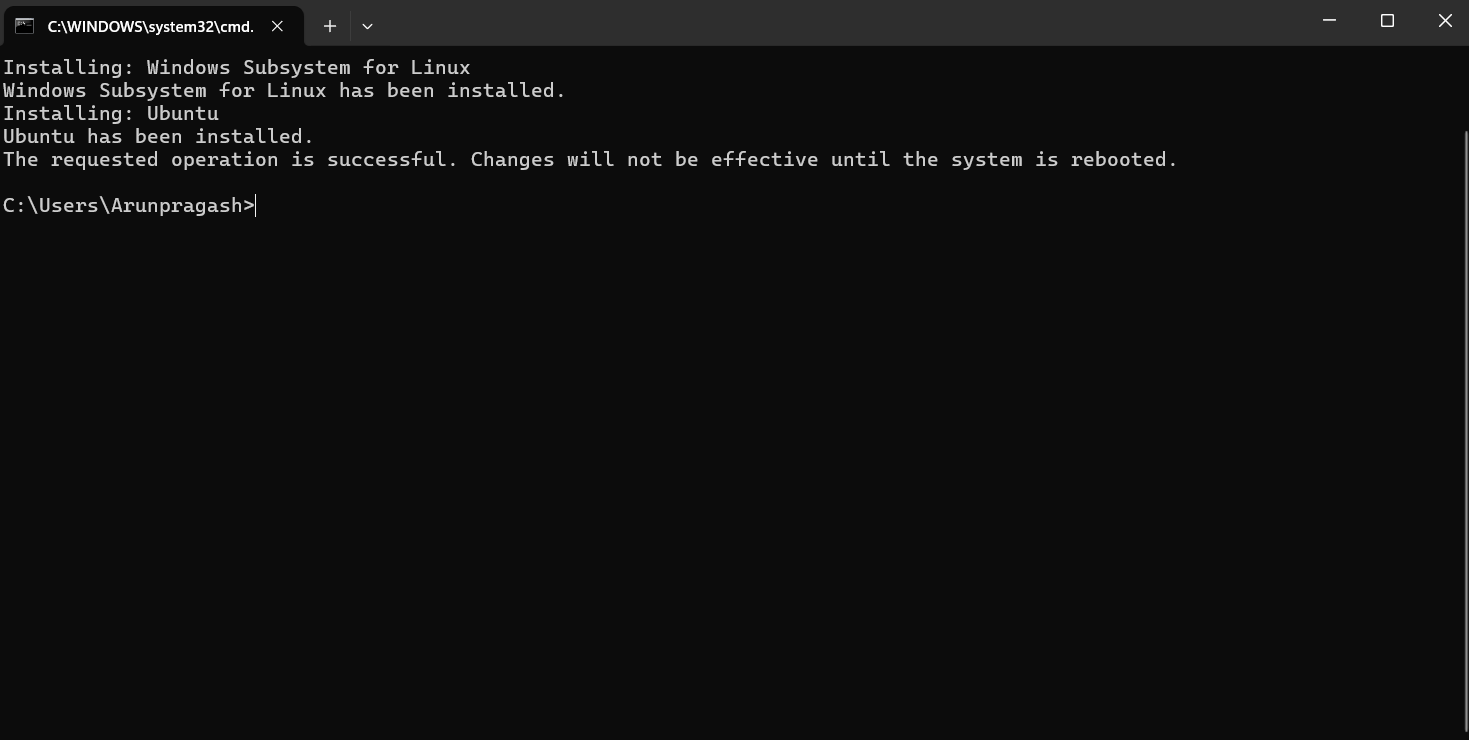 C:\WINDOWS\system32\cmd.
Installing: Windows Subsystem for Linux
Windows Subsystem for Linux has been installed.
Installing: Ubuntu
Ubuntu has been installed.
The requested operation is successful. Changes will not be effective until the system is rebooted.
C:\Users\Arunpragash>